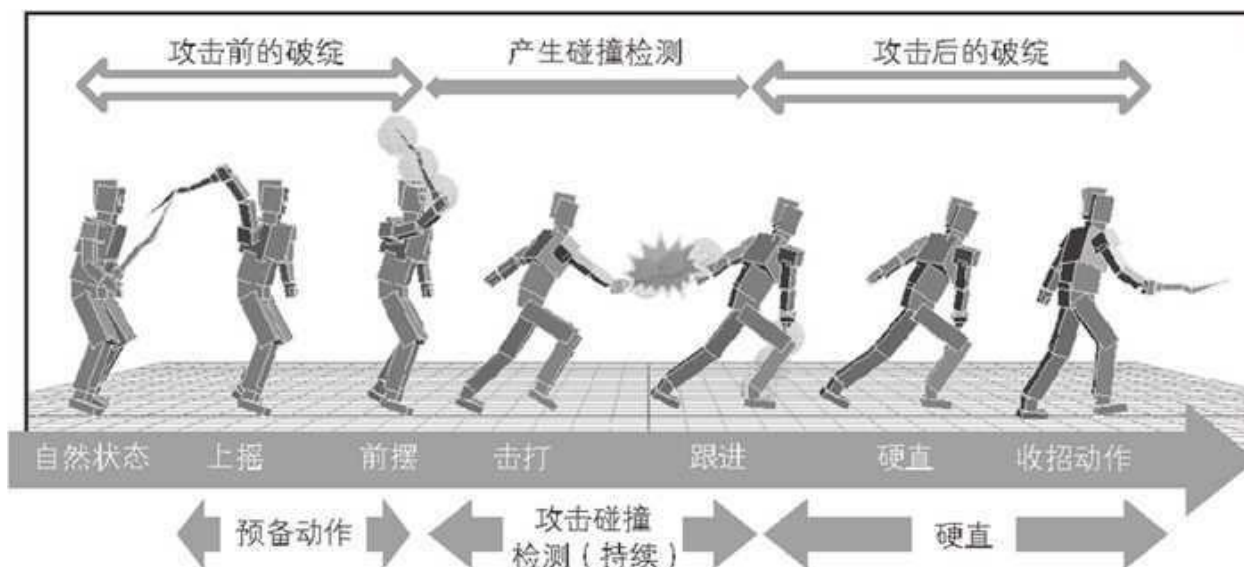 攻击前的破绽
产生碰撞检测
攻击后的破绽
自然状态
上摇
前摆
击打
跟进
硬直
收招动作
预备动作
攻击碰撞
检测（持续）
硬直